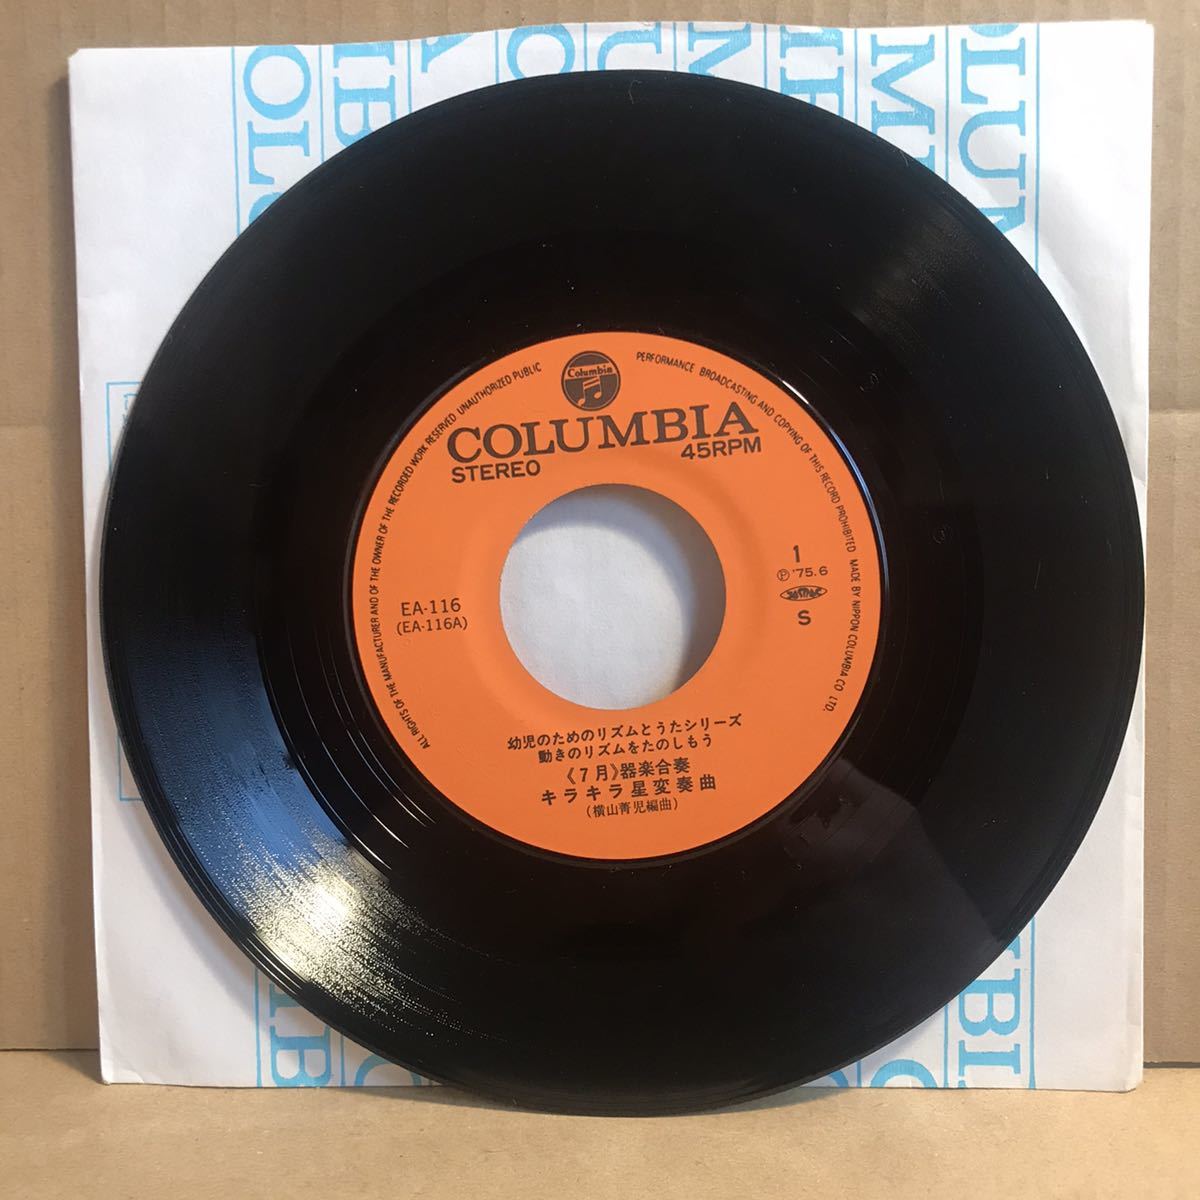 Columbia
ALL RIGHTS OF THE MANUFACTURER AND OF THE OWNER OF THE RECORDED WORK RESERVED UNAUTHORIZED PUBLIC
PERFORMANCE BROADCASTING AND COPYING OF THIS RECORD PROHIBITED MADE BY NIPPON COLUMBIA CO LTD.
COLUMBIA
STEREO 45RPM
EA-116
(EA-116A)
1
Ⓟ'75.6
JASRAC
S
幼児のためのリズムとうたシリーズ
動きのリズムをたのしもう
《7月》器楽合奏
キラキラ星変奏曲
(横山菁児編曲)